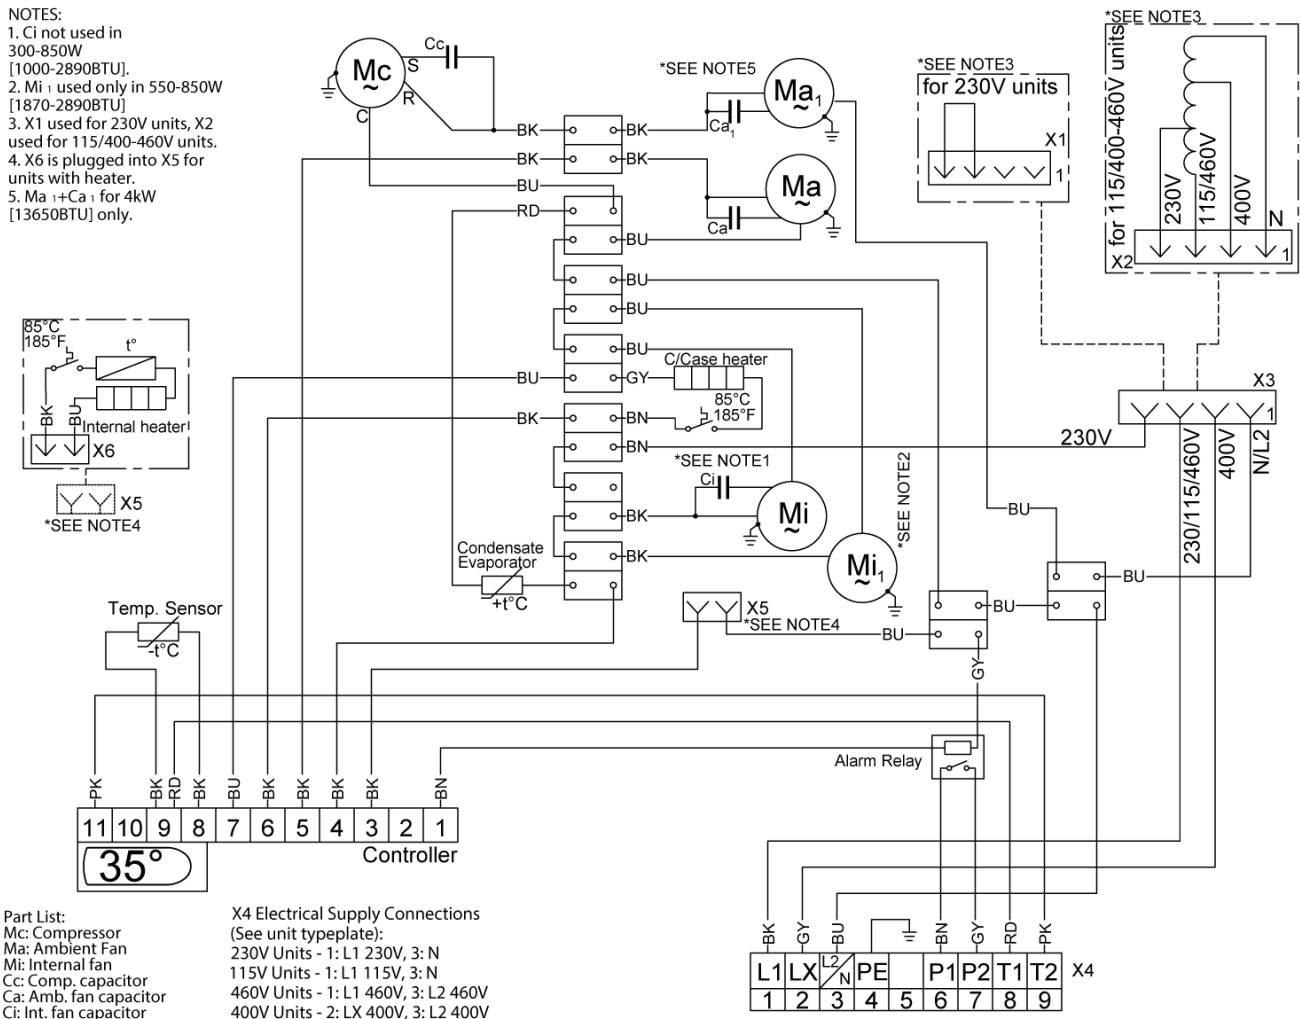 NOTES:
1. Ci not used in
300-850W
[1000-2890BTU].
2. Mi 1 used only in 550-850W
[1870-2890BTU]
3. X1 used for 230V units, X2
used for 115/400-460V units.
4. X6 is plugged into X5 for
units with heater.
5. Ma 1+Ca 1 for 4kW
[13650BTU] only.
Mc
~
S
R
C
Cc
BK
BK
BU
RD
BK
BK
*SEE NOTE5
Ca1
Ma1
~
Ca
Ma
~
BU
BU
BU
BU
BU
GY
C/Case heater
85°C
185°F
BK
BN
BN
*SEE NOTE1
Ci
Mi
~
BK
BK
Mi1
~
*SEE NOTE2
Condensate
Evaporator
+t°C
*SEE NOTE3
for 230V units
X1
1
*SEE NOTE3
for 115/400-460V units
230V
115/460V
400V
N
X2
1
X3
1
230V
230/115/460V
400V
N/L2
BU
BU
BU
BU
GY
X5
*SEE NOTE4
85°C
185°F
t°
BK
BU
Internal heater
X6
X5
*SEE NOTE4
Temp. Sensor
-t°C
Alarm Relay
PK
BK
RD
BK
BU
BK
BK
BK
BK
BN
11 10 9 8 7 6 5 4 3 2 1
35°
Controller
BK
GY
BU
BN
GY
RD
PK
L1 LX L2/N PE P1 P2 T1 T2 X4
1 2 3 4 5 6 7 8 9
Part List:
Mc: Compressor
Ma: Ambient Fan
Mi: Internal fan
Cc: Comp. capacitor
Ca: Amb. fan capacitor
Ci: Int. fan capacitor
X4 Electrical Supply Connections
(See unit typeplate):
230V Units - 1: L1 230V, 3: N
115V Units - 1: L1 115V, 3: N
460V Units - 1: L1 460V, 3: L2 460V
400V Units - 2: LX 400V, 3: L2 400V